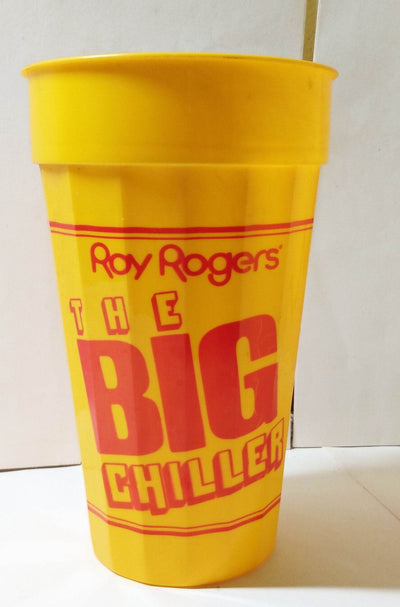 Roy Rogers®
THE
BIG
CHILLER